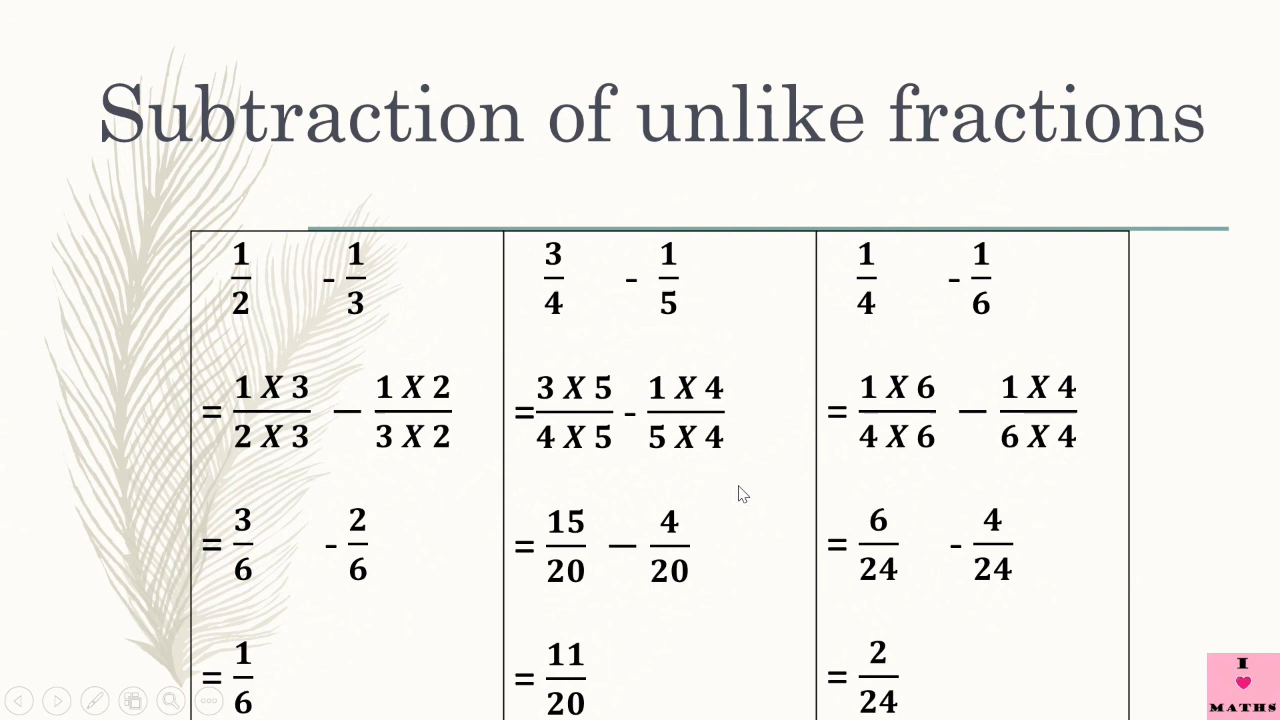 Subtraction of unlike fractions
1/2 - 1/3
= 1 X 3/2 X 3 − 1 X 2/3 X 2
= 3/6 - 2/6
= 1/6
3/4 - 1/5
= 3 X 5/4 X 5 - 1 X 4/5 X 4
= 15/20 − 4/20
= 11/20
1/4 - 1/6
= 1 X 6/4 X 6 − 1 X 4/6 X 4
= 6/24 - 4/24
= 2/24
I
MATHS